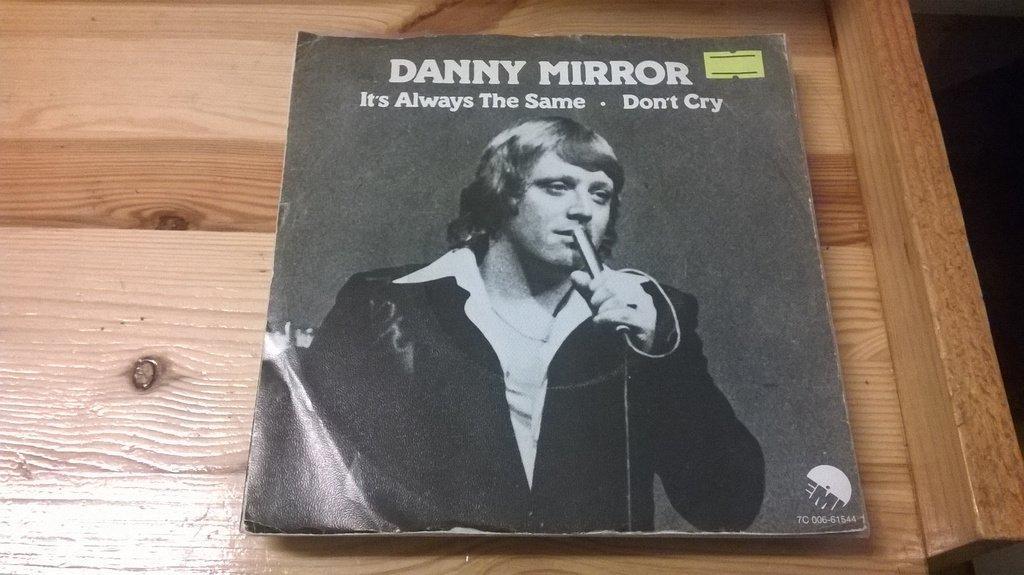 DANNY MIRROR
It's Always The Same · Don't Cry
EMI
7C 006-61544